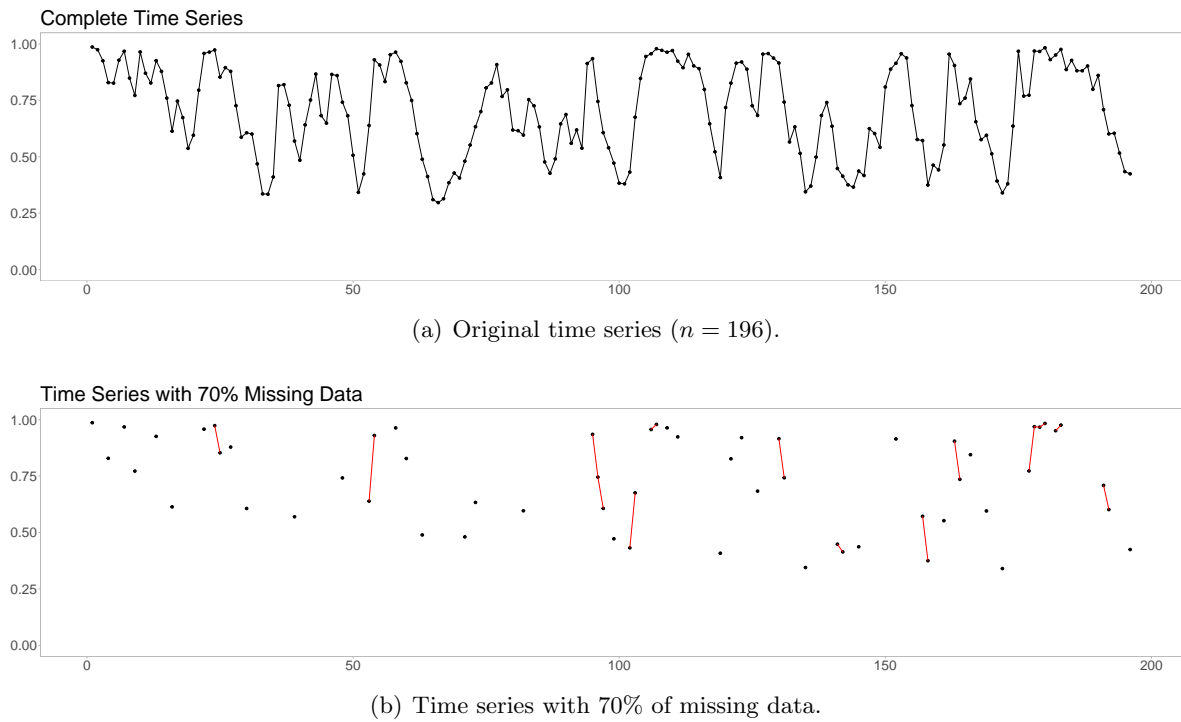 Complete Time Series
1.00
0.75
0.50
0.25
0.00
0 50 100 150 200
(a) Original time series (n = 196).
Time Series with 70% Missing Data
1.00
0.75
0.50
0.25
0.00
0 50 100 150 200
(b) Time series with 70% of missing data.